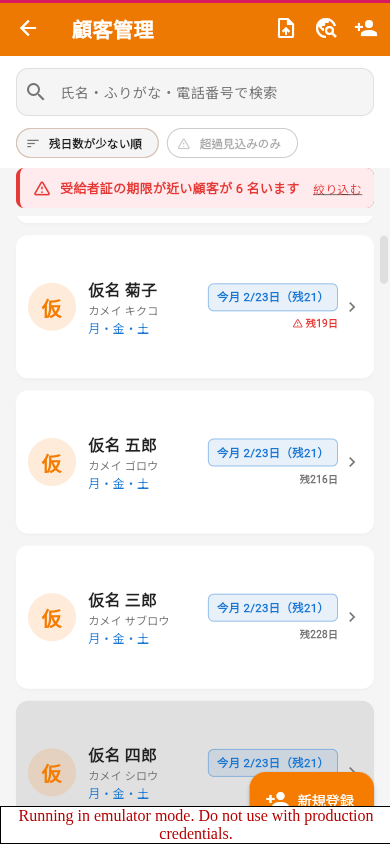 顧客管理
氏名・ふりがな・電話番号で検索
残日数が少ない順
超過見込みのみ
受給者証の期限が近い顧客が 6 名います
絞り込む
仮
仮名 菊子
カメイ キクコ
月・金・土
今月 2/23日（残21）
残19日
仮
仮名 五郎
カメイ ゴロウ
月・金・土
今月 2/23日（残21）
残216日
仮
仮名 三郎
カメイ サブロウ
月・金・土
今月 2/23日（残21）
残228日
仮
仮名 四郎
カメイ シロウ
月・金・土
今月 2/23日（残21）
新規登録
Running in emulator mode. Do not use with production
credentials.